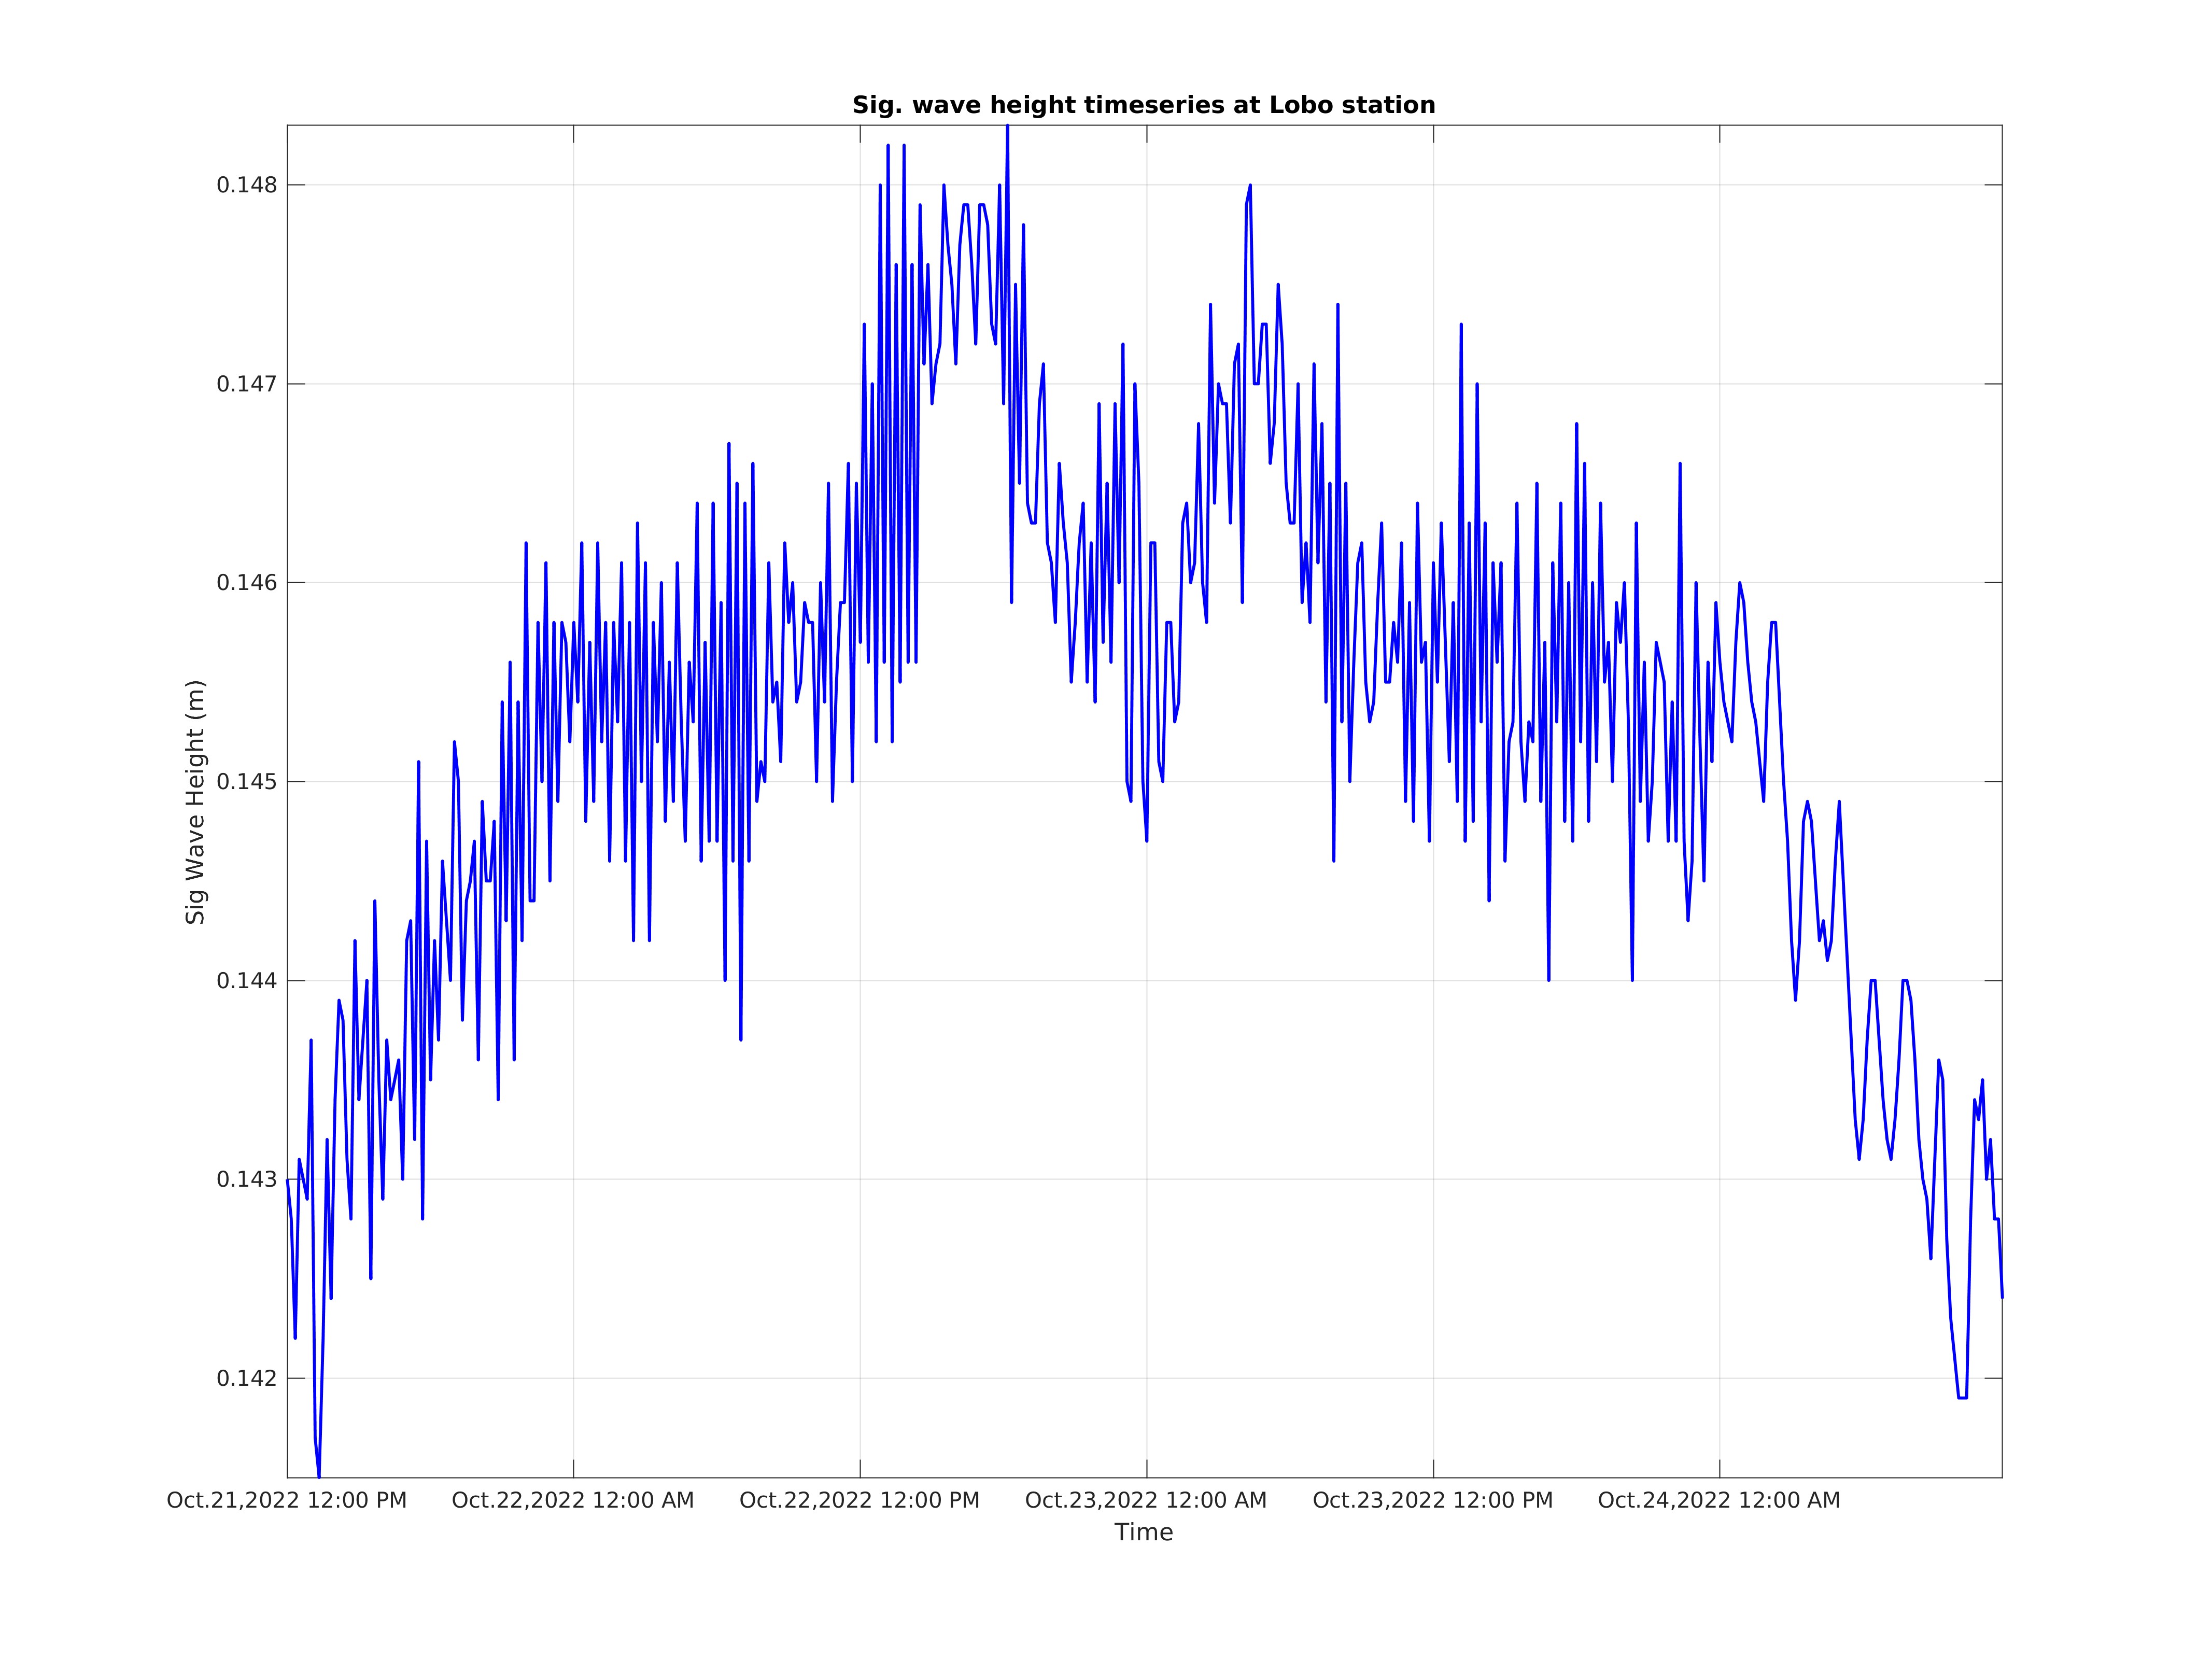 Sig. wave height timeseries at Lobo station
0.148
0.147
0.146
0.145
0.144
0.143
0.142
Sig Wave Height (m)
Oct.21,2022 12:00 PM Oct.22,2022 12:00 AM Oct.22,2022 12:00 PM Oct.23,2022 12:00 AM Oct.23,2022 12:00 PM Oct.24,2022 12:00 AM
Time